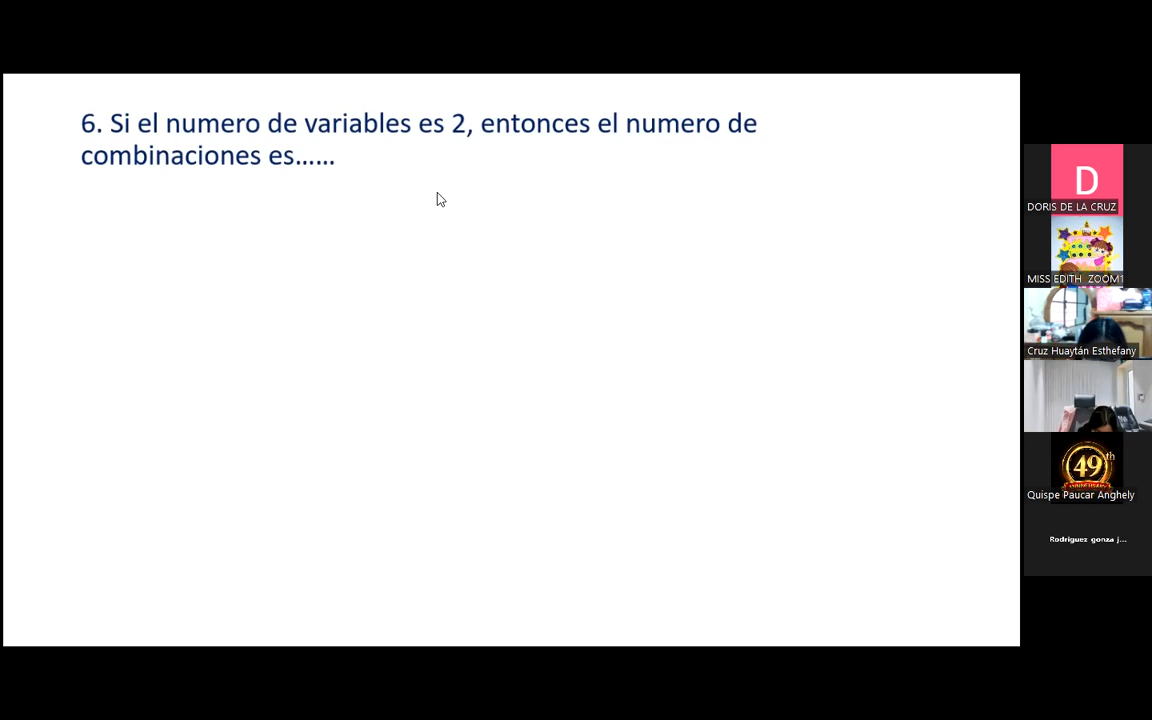 6. Si el numero de variables es 2, entonces el numero de
combinaciones es......
D
DORIS DE LA CRUZ
MISS EDITH ZOOM1
Cruz Huaytán Esthefany
49th
Quispe Paucar Anghely
Rodriguez gonza j...